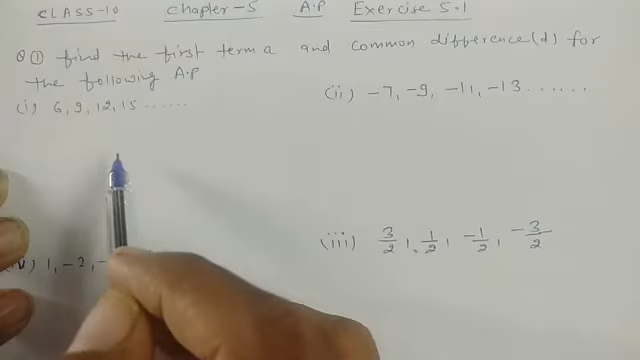 CLASS-10 Chapter-5 A.P Exercise 5.1
Q ① find the first term a and common difference (d) for
the following A.P
(i) 6, 9, 12, 15 ......
(ii) -7, -9, -11, -13 ......
(iii) 3/2, 1/2, -1/2, -3/2
1, -2,